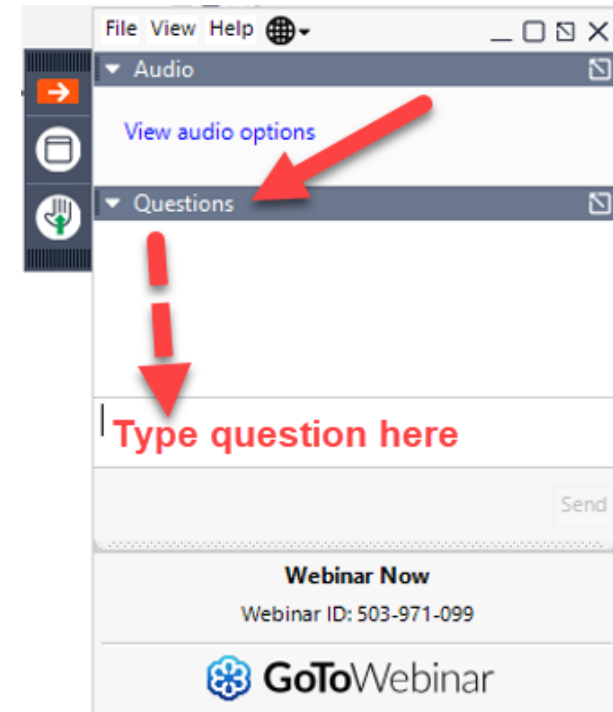 File View Help
Audio
View audio options
Questions
Type question here
Send
Webinar Now
Webinar ID: 503-971-099
GoToWebinar